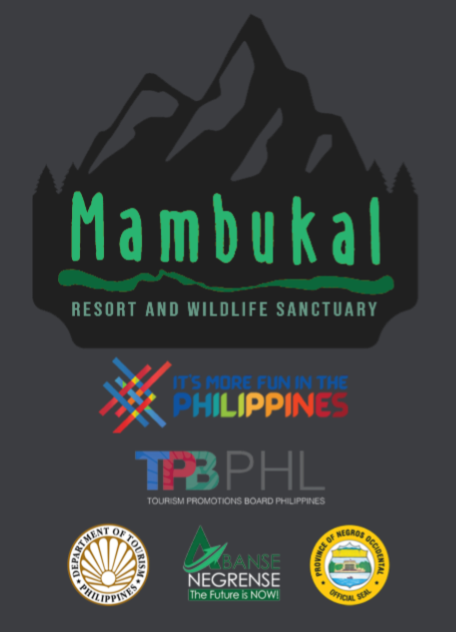 Mambukal
RESORT AND WILDLIFE SANCTUARY
IT'S MORE FUN IN THE
PHILIPPINES
TPBPHL
TOURISM PROMOTIONS BOARD PHILIPPINES
DEPARTMENT OF TOURISM
PHILIPPINES
ABANSE
NEGRENSE
The Future is NOW!
PROVINCE OF NEGROS OCCIDENTAL
OFFICIAL SEAL